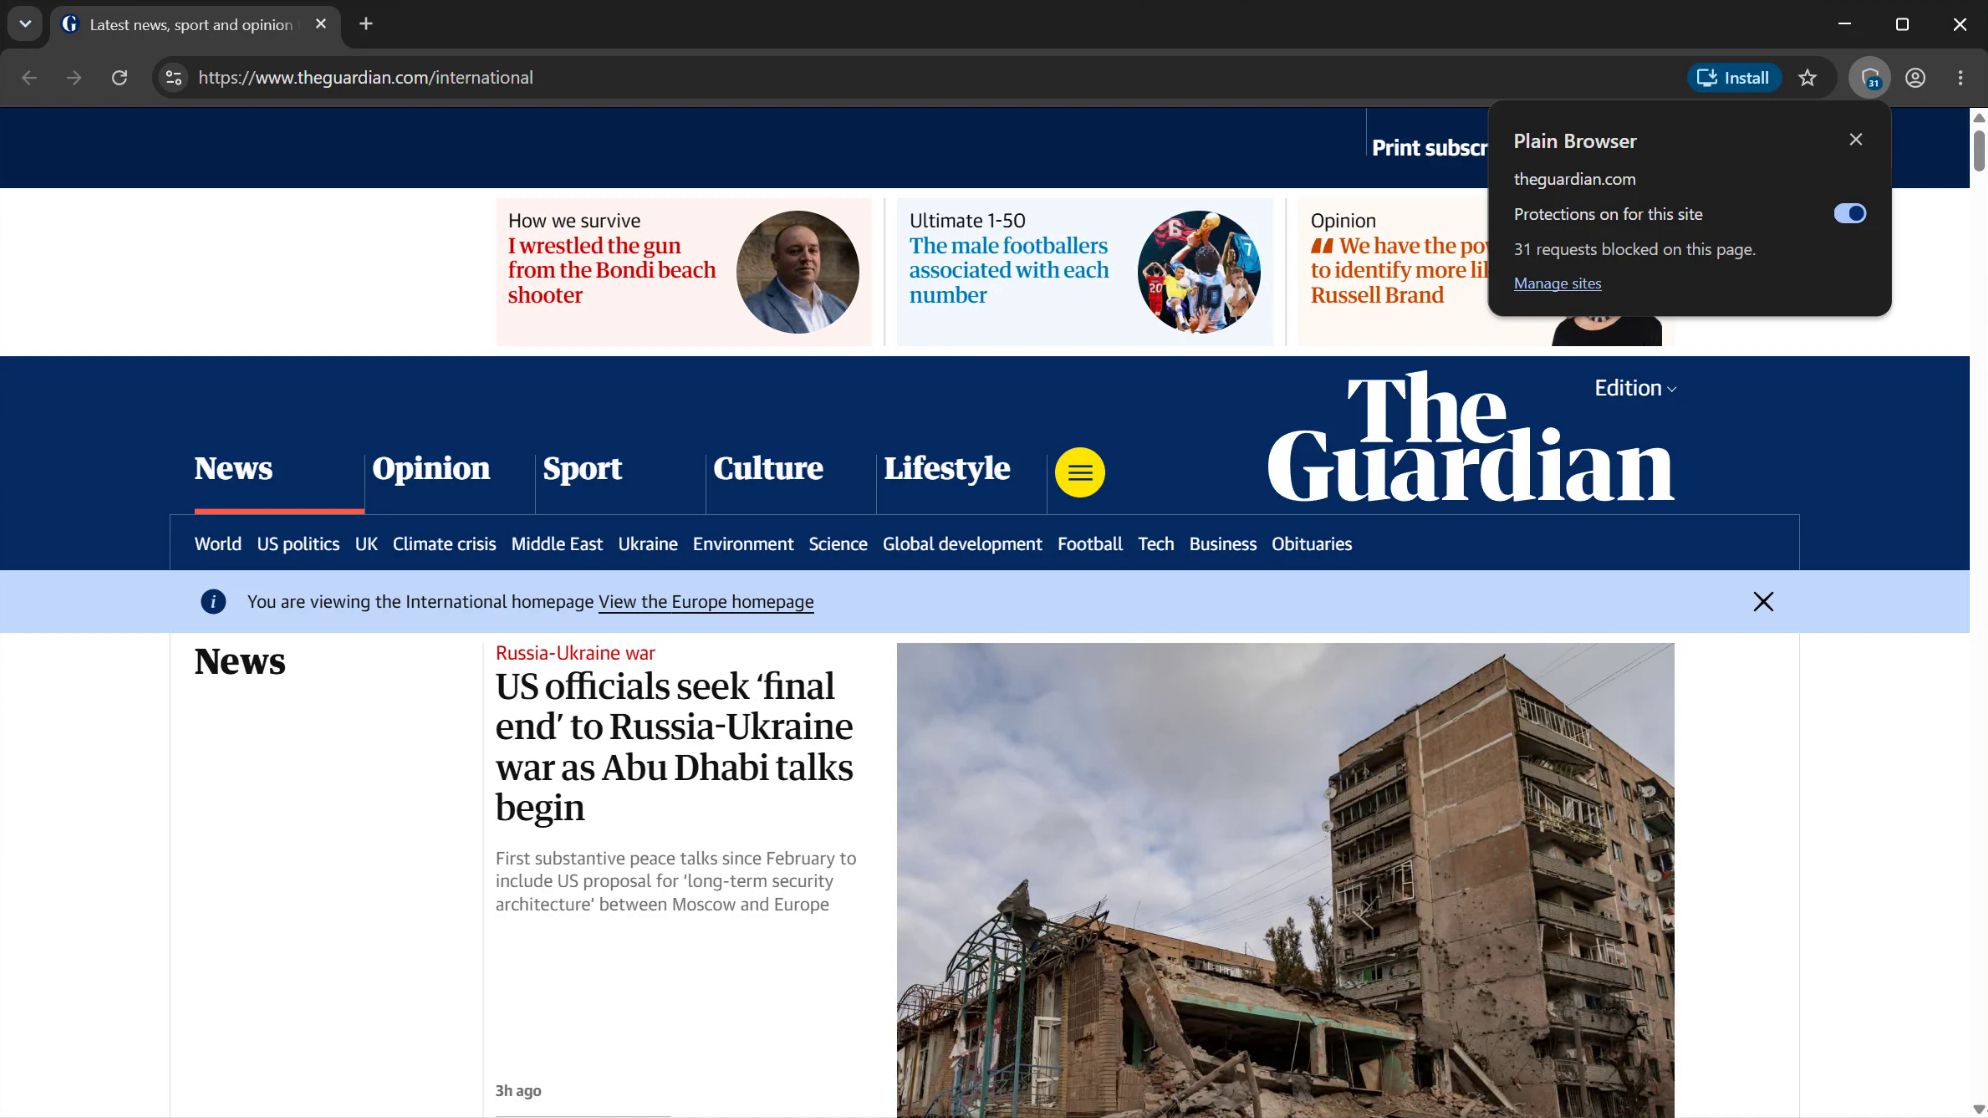 Latest news, sport and opinion
https://www.theguardian.com/international
Install
31
Print subscr
Plain Browser
theguardian.com
Protections on for this site
31 requests blocked on this page.
Manage sites
How we survive
I wrestled the gun
from the Bondi beach
shooter
Ultimate 1-50
The male footballers
associated with each
number
Opinion
We have the po
to identify more li
Russell Brand
Edition
The
Guardian
News Opinion Sport Culture Lifestyle
World US politics UK Climate crisis Middle East Ukraine Environment Science Global development Football Tech Business Obituaries
You are viewing the International homepage View the Europe homepage
News
Russia-Ukraine war
US officials seek ‘final
end’ to Russia-Ukraine
war as Abu Dhabi talks
begin
First substantive peace talks since February to
include US proposal for ‘long-term security
architecture’ between Moscow and Europe
3h ago